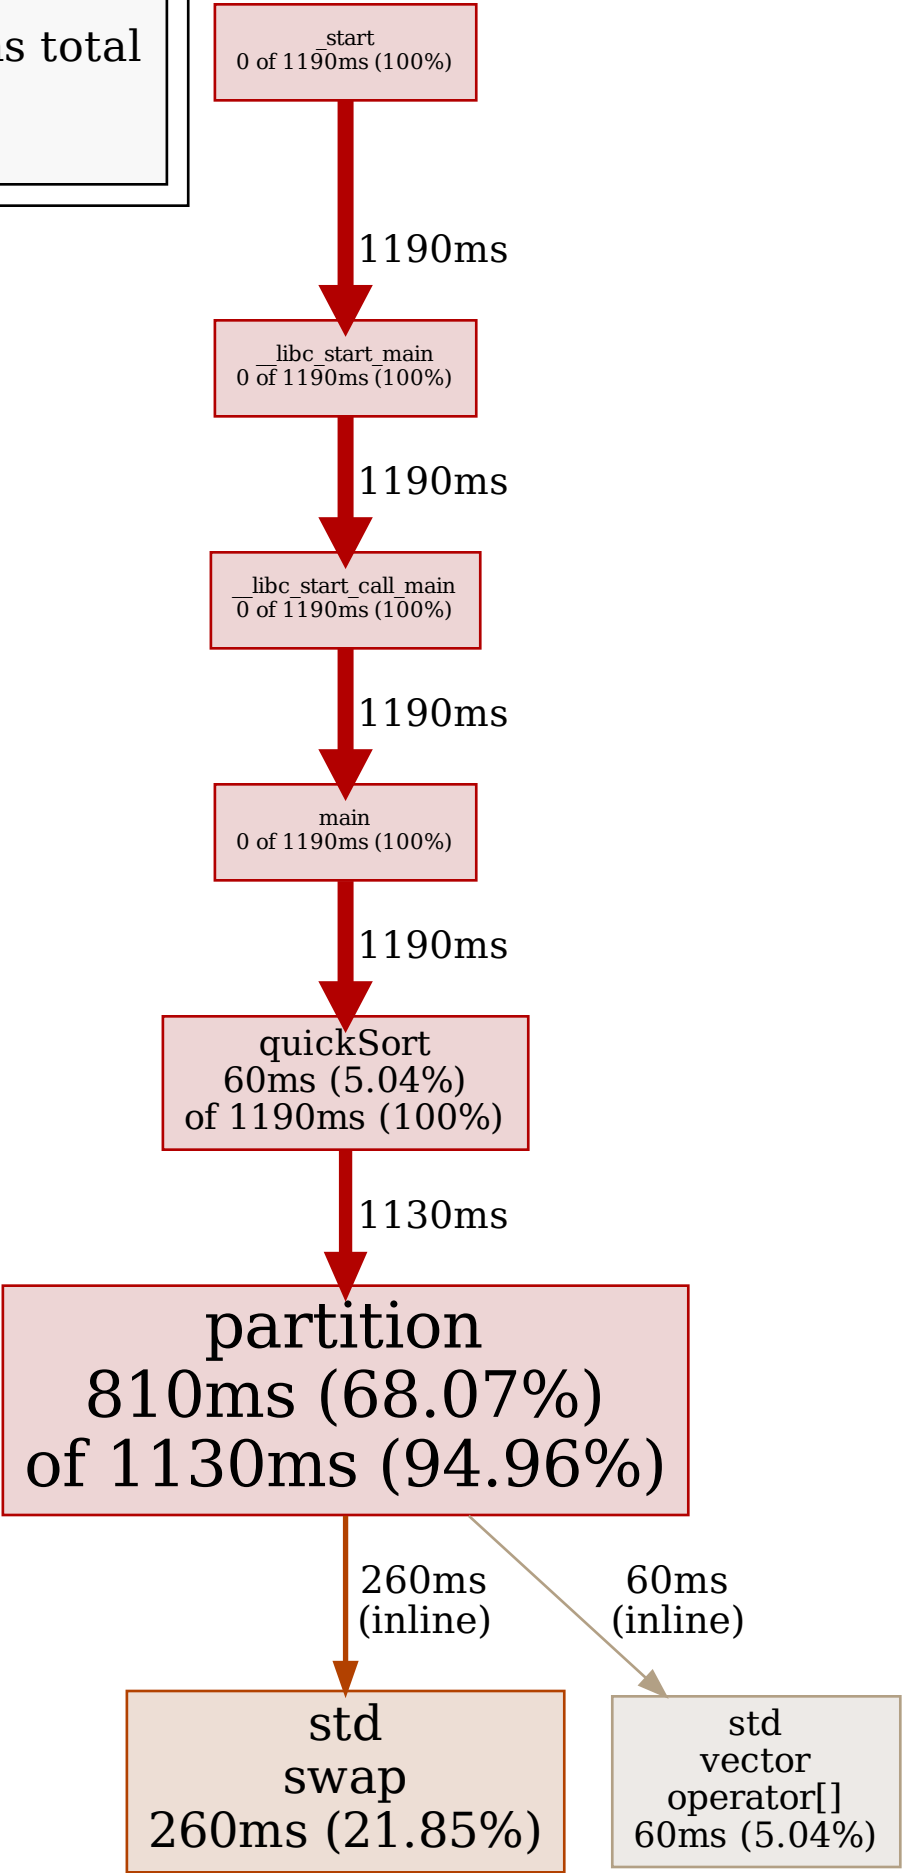 s total
_start
0 of 1190ms (100%)
1190ms
__libc_start_main
0 of 1190ms (100%)
1190ms
__libc_start_call_main
0 of 1190ms (100%)
1190ms
main
0 of 1190ms (100%)
1190ms
quickSort
60ms (5.04%)
of 1190ms (100%)
1130ms
partition
810ms (68.07%)
of 1130ms (94.96%)
260ms
(inline)
60ms
(inline)
std
swap
260ms (21.85%)
std
vector
operator[]
60ms (5.04%)